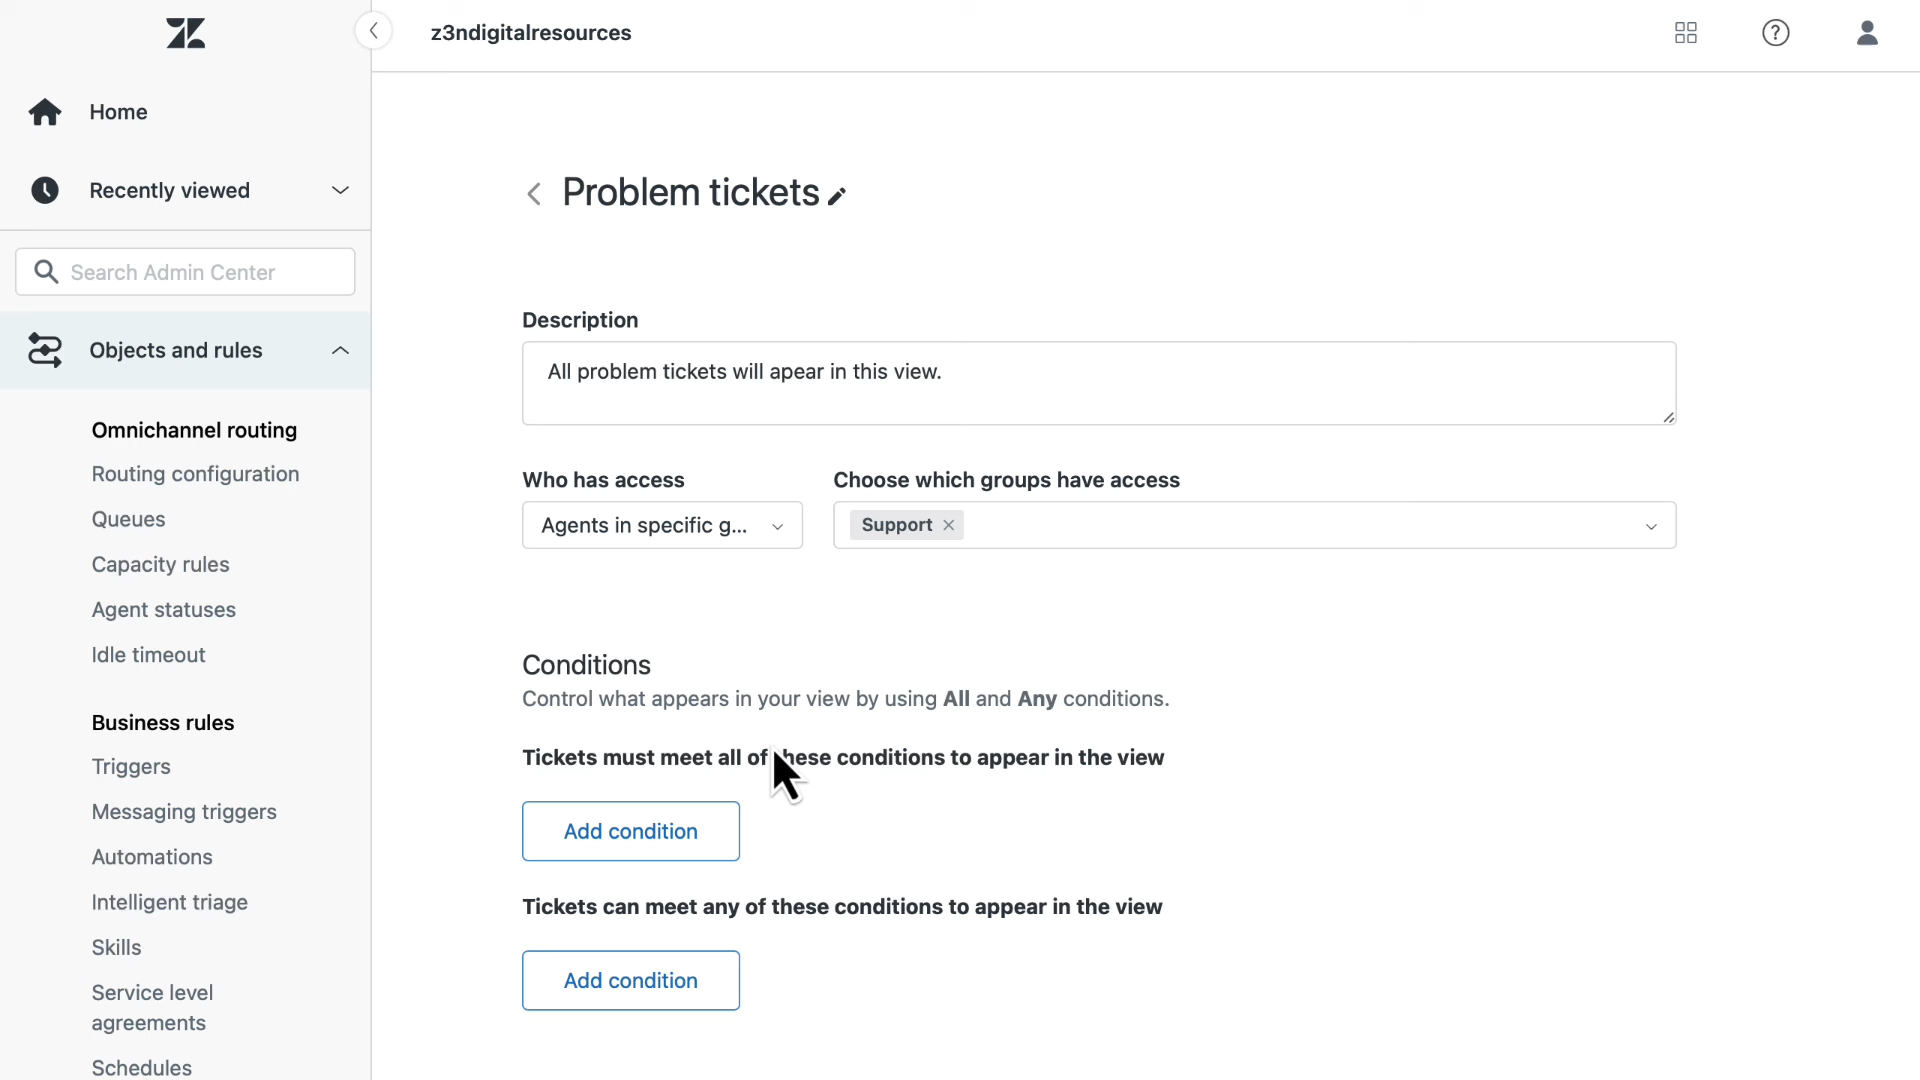 z3ndigitalresources
Home
Recently viewed
Search Admin Center
Objects and rules
Omnichannel routing
Routing configuration
Queues
Capacity rules
Agent statuses
Idle timeout
Business rules
Triggers
Messaging triggers
Automations
Intelligent triage
Skills
Service level
agreements
Schedules
Problem tickets
Description
All problem tickets will apear in this view.
Who has access
Choose which groups have access
Agents in specific g...
Support
Conditions
Control what appears in your view by using All and Any conditions.
Tickets must meet all of these conditions to appear in the view
Add condition
Tickets can meet any of these conditions to appear in the view
Add condition